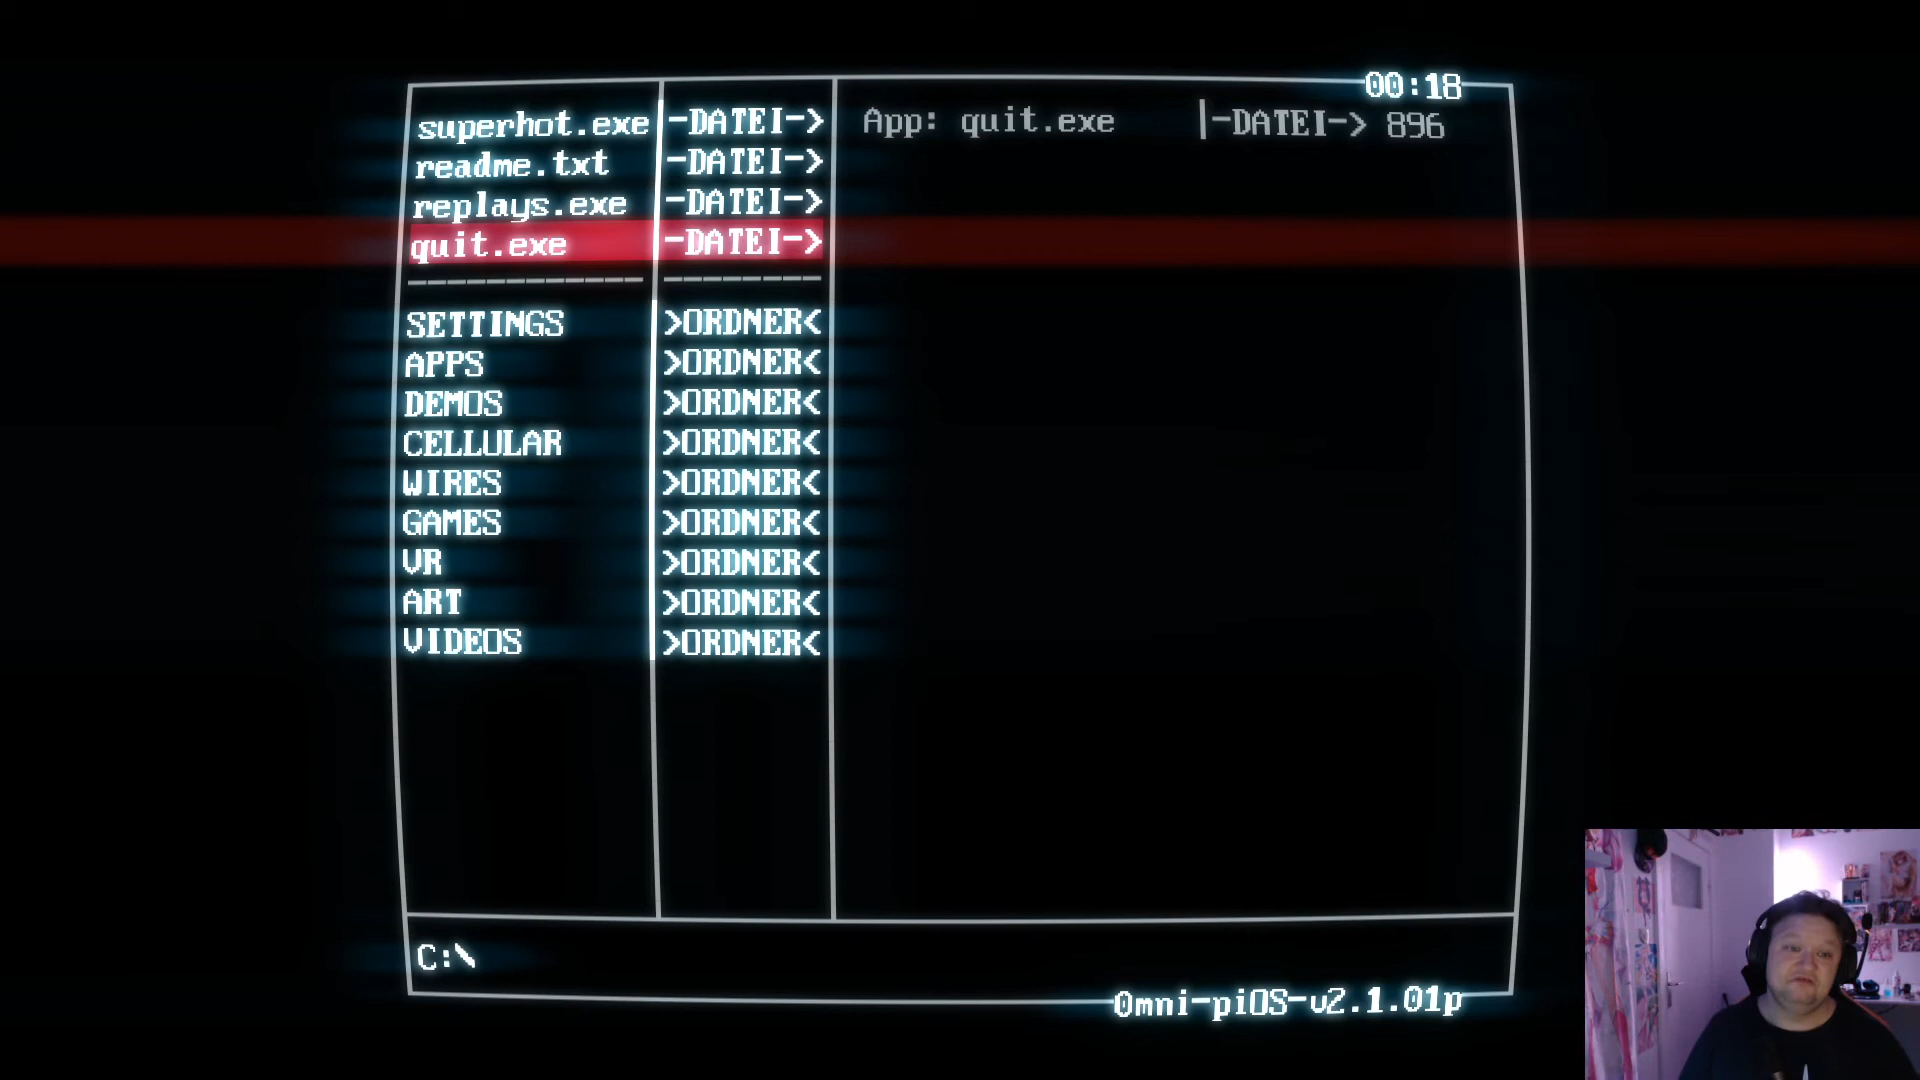 00:18
superhot.exe -DATEI->
readme.txt -DATEI->
replays.exe -DATEI->
quit.exe -DATEI->
App: quit.exe |-DATEI-> 896
SETTINGS >ORDNER<
APPS >ORDNER<
DEMOS >ORDNER<
CELLULAR >ORDNER<
WIRES >ORDNER<
GAMES >ORDNER<
VR >ORDNER<
ART >ORDNER<
VIDEOS >ORDNER<
C:\
0mni-piOS-v2.1.01p